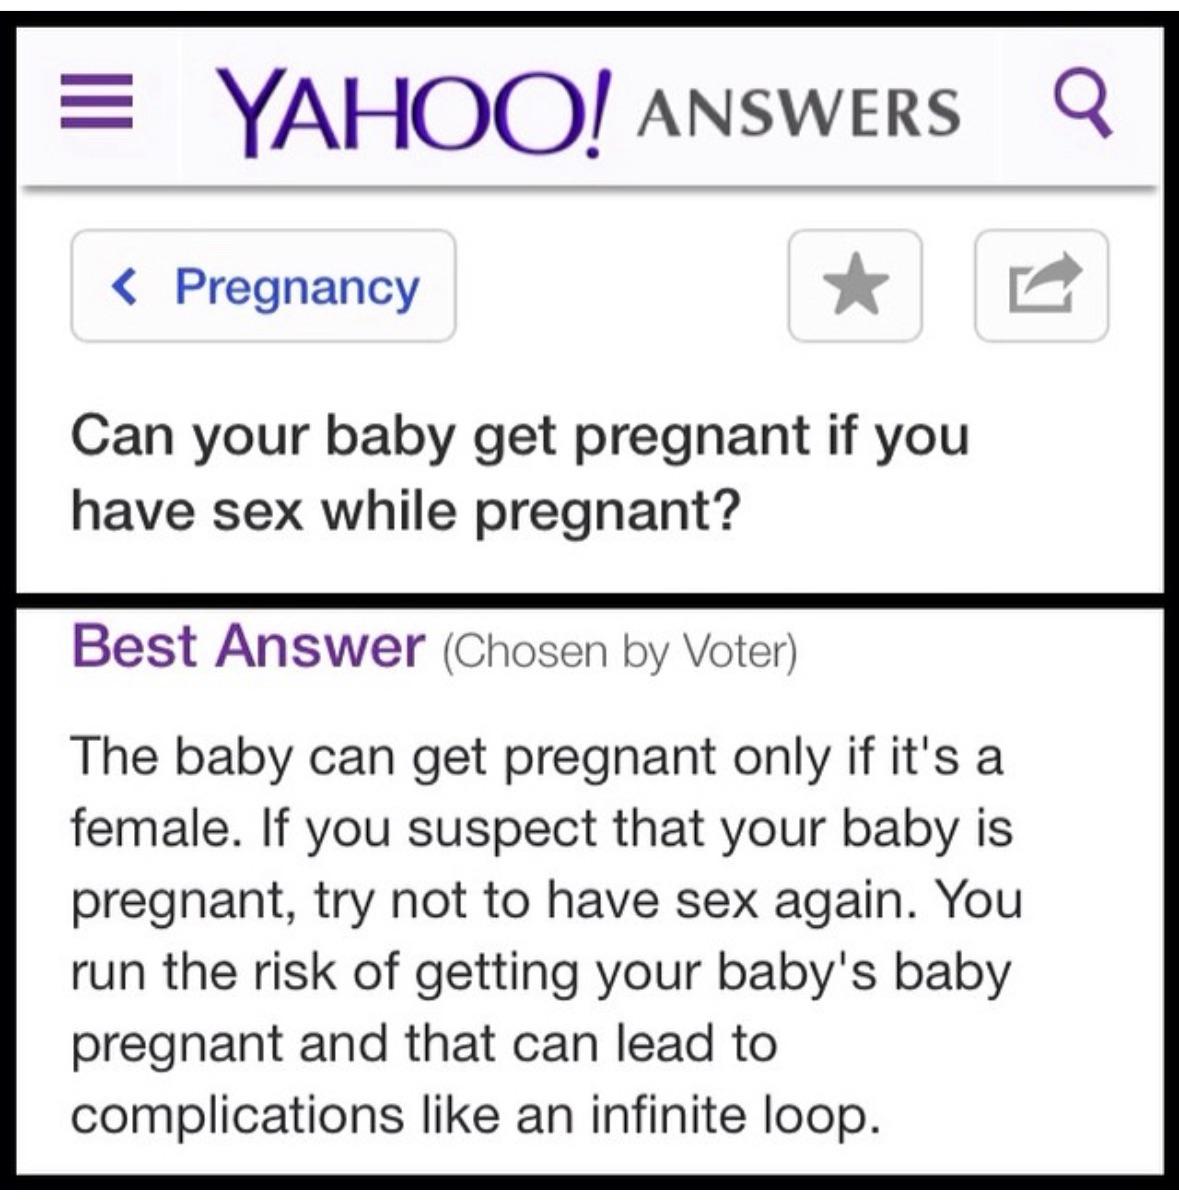 YAHOO! ANSWERS
Pregnancy
Can your baby get pregnant if you
have sex while pregnant?
Best Answer (Chosen by Voter)
The baby can get pregnant only if it's a
female. If you suspect that your baby is
pregnant, try not to have sex again. You
run the risk of getting your baby's baby
pregnant and that can lead to
complications like an infinite loop.